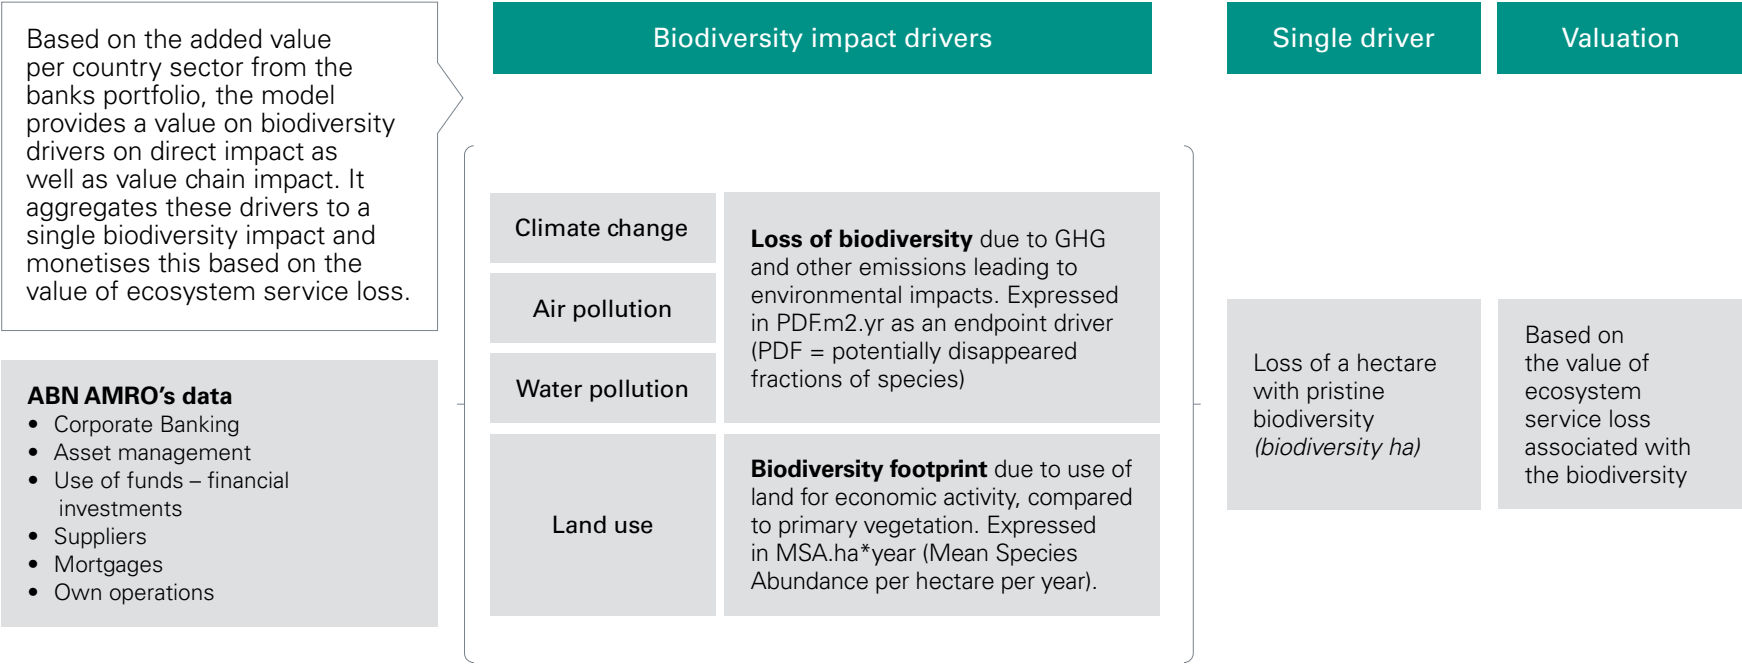 Based on the added value
per country sector from the
banks portfolio, the model
provides a value on biodiversity
drivers on direct impact as
well as value chain impact. It
aggregates these drivers to a
single biodiversity impact and
monetises this based on the
value of ecosystem service loss.
ABN AMRO’s data
• Corporate Banking
• Asset management
• Use of funds – financial
investments
• Suppliers
• Mortgages
• Own operations
Biodiversity impact drivers
Climate change
Air pollution
Water pollution
Loss of biodiversity due to GHG
and other emissions leading to
environmental impacts. Expressed
in PDF.m2.yr as an endpoint driver
(PDF = potentially disappeared
fractions of species)
Land use
Biodiversity footprint due to use of
land for economic activity, compared
to primary vegetation. Expressed
in MSA.ha*year (Mean Species
Abundance per hectare per year).
Single driver
Loss of a hectare
with pristine
biodiversity
(biodiversity ha)
Valuation
Based on
the value of
ecosystem
service loss
associated with
the biodiversity